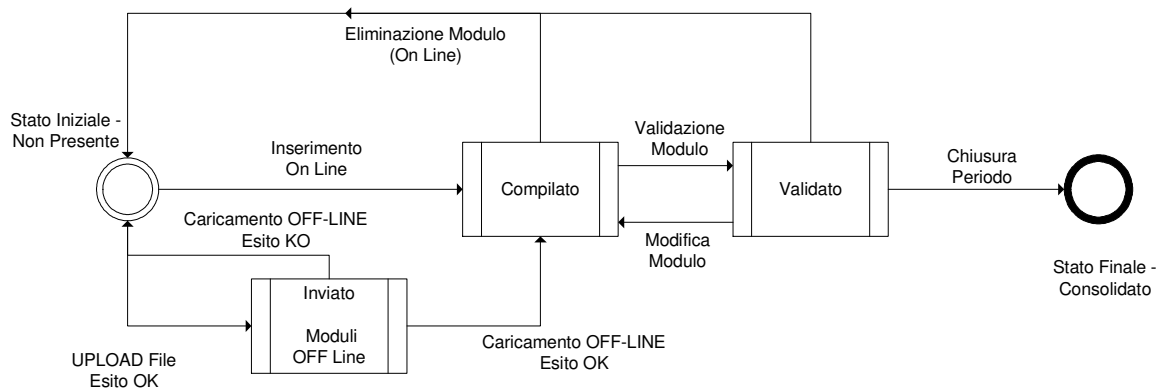 Eliminazione Modulo
(On Line)
Stato Iniziale -
Non Presente
Inserimento
On Line
Compilato
Validazione
Modulo
Validato
Chiusura
Periodo
Modifica
Modulo
Stato Finale -
Consolidato
Caricamento OFF-LINE
Esito KO
Inviato
Moduli
OFF Line
UPLOAD File
Esito OK
Caricamento OFF-LINE
Esito OK